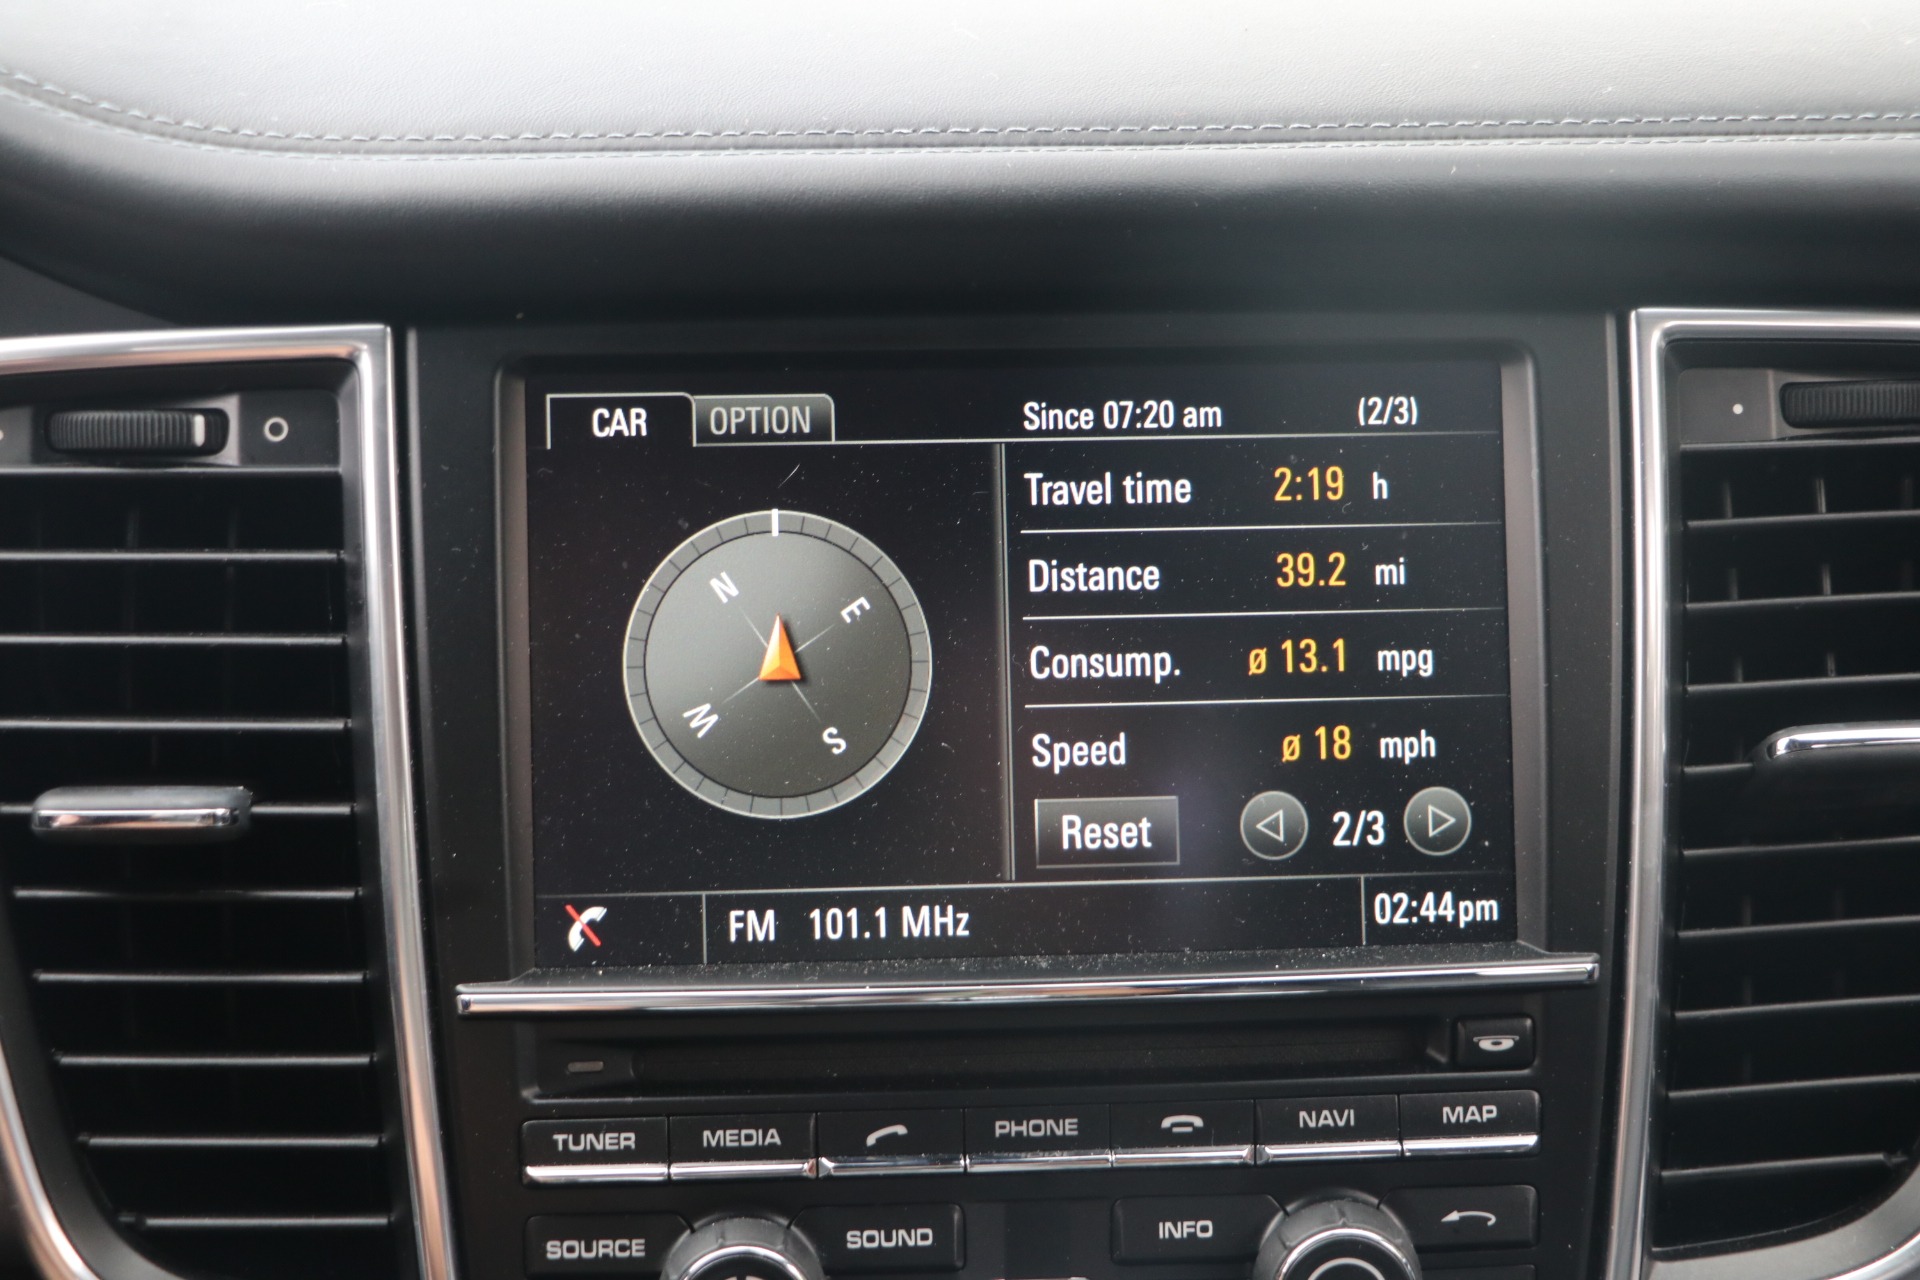 CAR OPTION Since 07:20 am (2/3)
Travel time 2:19 h
Distance 39.2 mi
Consump. ø 13.1 mpg
Speed ø 18 mph
N
E
W
S
Reset 2/3
FM 101.1 MHz 02:44pm
TUNER MEDIA PHONE NAVI MAP
SOURCE SOUND INFO